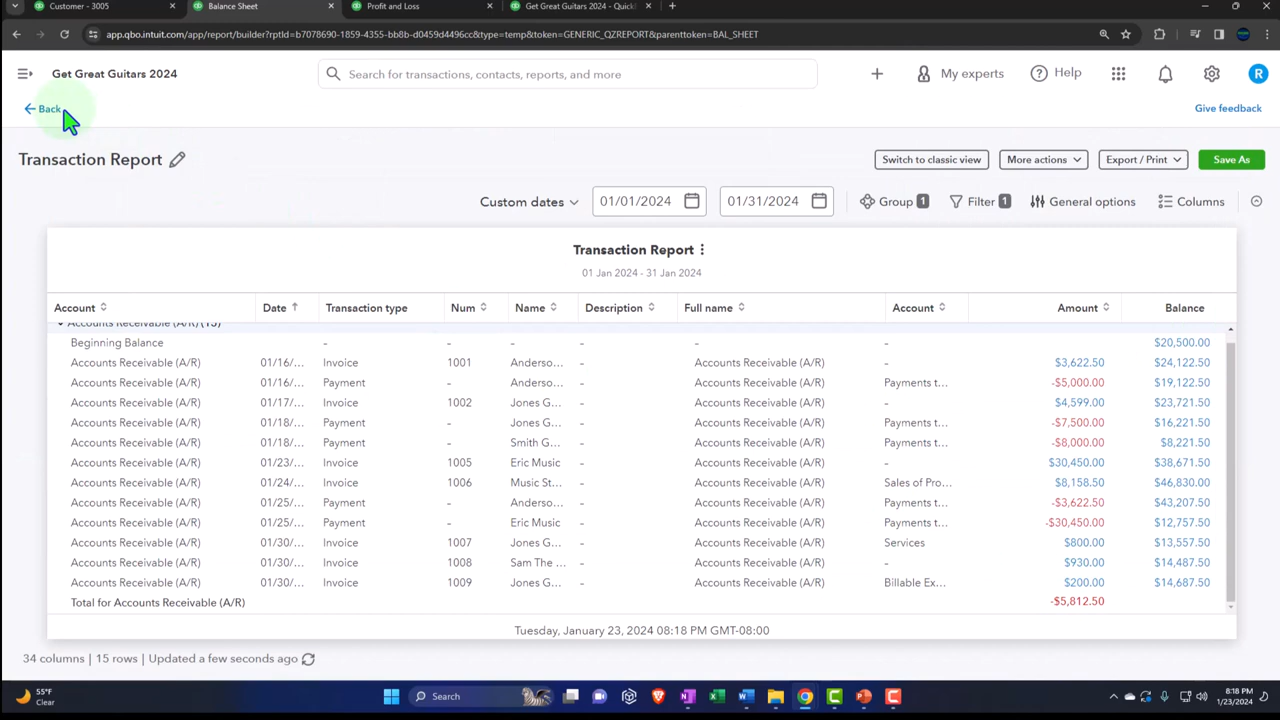 Customer - 3005
Balance Sheet
Profit and Loss
Get Great Guitars 2024 - Quick
app.qbo.intuit.com/app/report/builder?rptId=b7078690-1859-4355-bb8b-d0459d4496cc&type=temp&token=GENERIC_QZREPORT&parenttoken=BAL_SHEET
Get Great Guitars 2024
Search for transactions, contacts, reports, and more
My experts
Help
R
Back
Give feedback
Transaction Report
Switch to classic view
More actions
Export / Print
Save As
Custom dates
01/01/2024
01/31/2024
Group 1
Filter 1
General options
Columns
Transaction Report
01 Jan 2024 - 31 Jan 2024
Account Date Transaction type Num Name Description Full name Account Amount Balance
Accounts Receivable (A/R) (13)
Beginning Balance - - - - - - $20,500.00
Accounts Receivable (A/R) 01/16/... Invoice 1001 Anderso... - Accounts Receivable (A/R) - $3,622.50 $24,122.50
Accounts Receivable (A/R) 01/16/... Payment - Anderso... - Accounts Receivable (A/R) Payments t... -$5,000.00 $19,122.50
Accounts Receivable (A/R) 01/17/... Invoice 1002 Jones G... - Accounts Receivable (A/R) - $4,599.00 $23,721.50
Accounts Receivable (A/R) 01/18/... Payment - Jones G... - Accounts Receivable (A/R) Payments t... -$7,500.00 $16,221.50
Accounts Receivable (A/R) 01/18/... Payment - Smith G... - Accounts Receivable (A/R) Payments t... -$8,000.00 $8,221.50
Accounts Receivable (A/R) 01/23/... Invoice 1005 Eric Music - Accounts Receivable (A/R) - $30,450.00 $38,671.50
Accounts Receivable (A/R) 01/24/... Invoice 1006 Music St... - Accounts Receivable (A/R) Sales of Pro... $8,158.50 $46,830.00
Accounts Receivable (A/R) 01/25/... Payment - Anderso... - Accounts Receivable (A/R) Payments t... -$3,622.50 $43,207.50
Accounts Receivable (A/R) 01/25/... Payment - Eric Music - Accounts Receivable (A/R) Payments t... -$30,450.00 $12,757.50
Accounts Receivable (A/R) 01/30/... Invoice 1007 Jones G... - Accounts Receivable (A/R) Services $800.00 $13,557.50
Accounts Receivable (A/R) 01/30/... Invoice 1008 Sam The ... - Accounts Receivable (A/R) - $930.00 $14,487.50
Accounts Receivable (A/R) 01/30/... Invoice 1009 Jones G... - Accounts Receivable (A/R) Billable Ex... $200.00 $14,687.50
Total for Accounts Receivable (A/R) -$5,812.50
Tuesday, January 23, 2024 08:18 PM GMT-08:00
34 columns | 15 rows | Updated a few seconds ago
55°F
Clear
Search
8:18 PM
1/23/2024